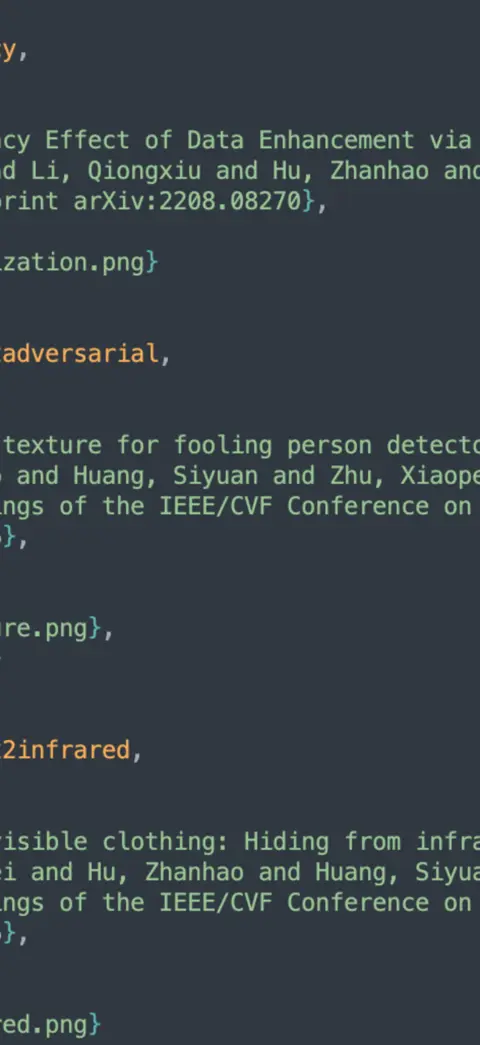 y,
cy Effect of Data Enhancement via
d Li, Qiongxiu and Hu, Zhanhao and
rint arXiv:2208.08270},
zation.png}
adversarial,
texture for fooling person detecto
and Huang, Siyuan and Zhu, Xiaope
ngs of the IEEE/CVF Conference on
},
re.png},
2infrared,
isible clothing: Hiding from infra
ei and Hu, Zhanhao and Huang, Siyua
ngs of the IEEE/CVF Conference on
},
red.png}